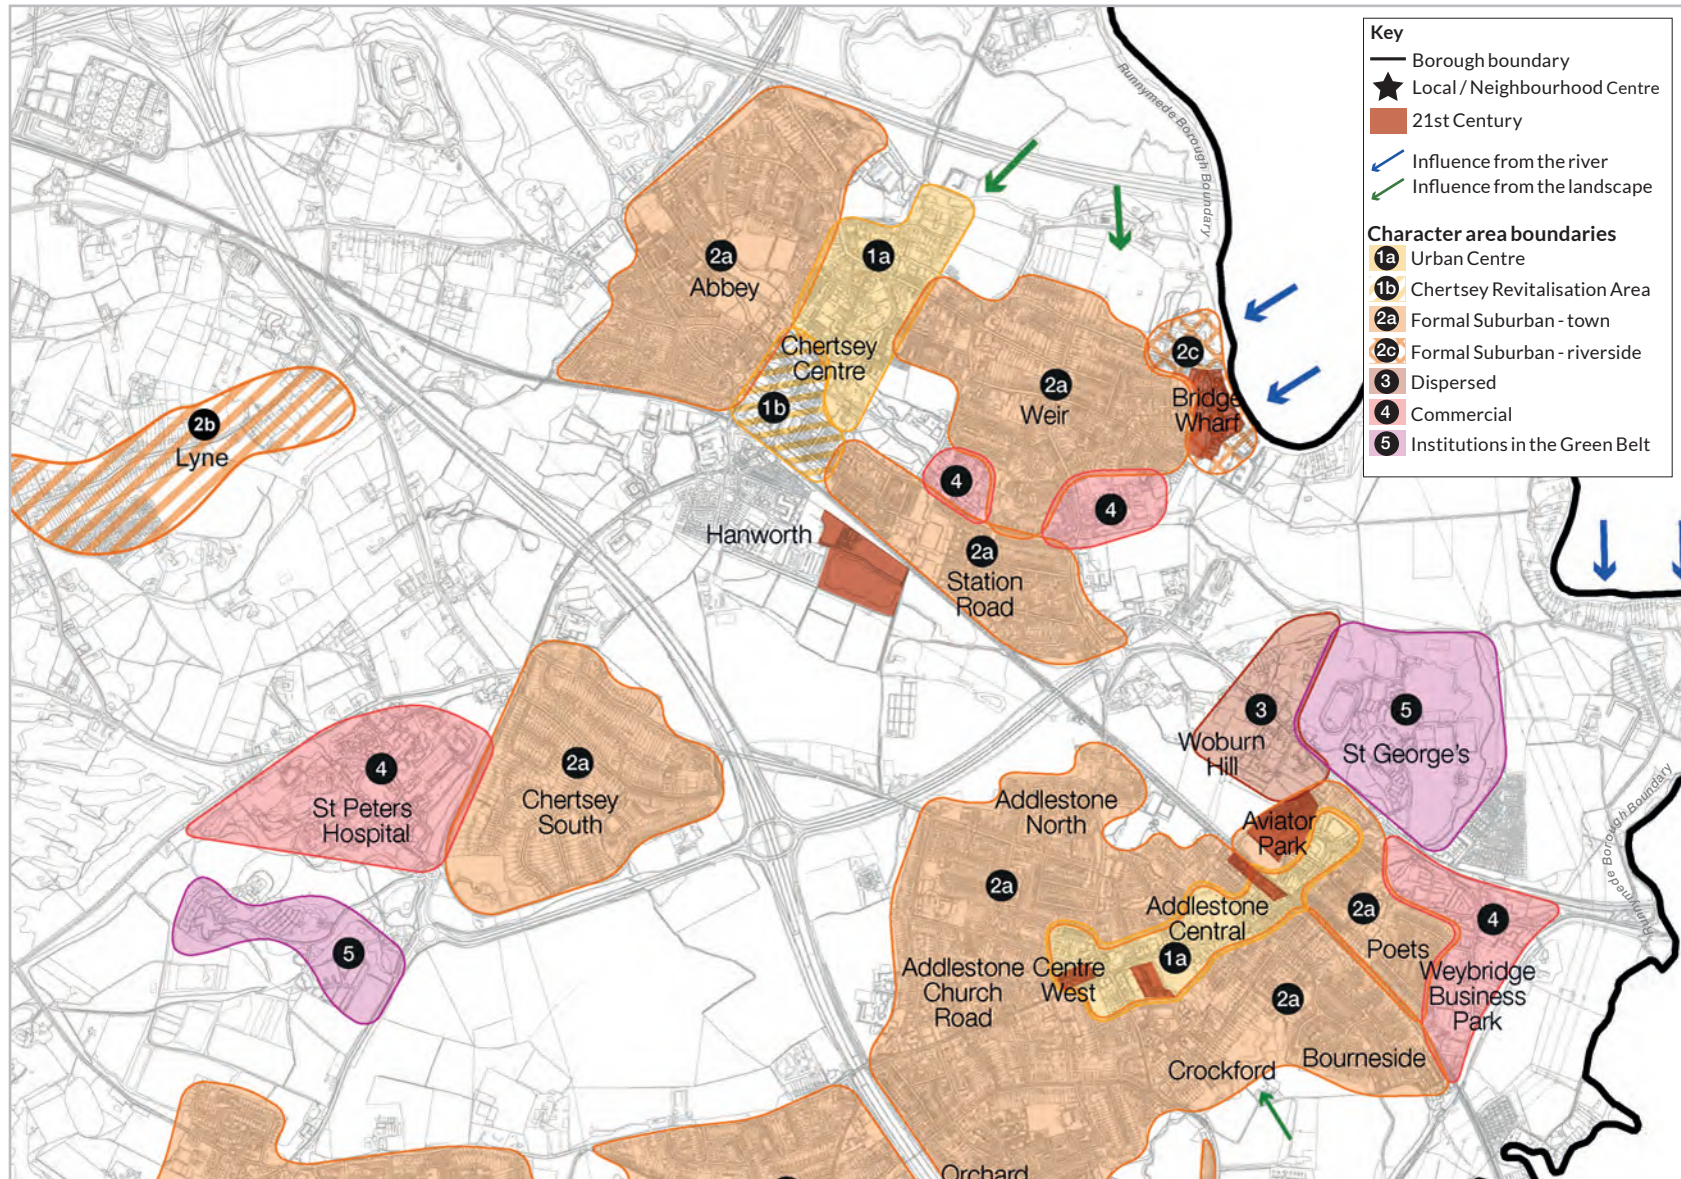 Key
Borough boundary
Local / Neighbourhood Centre
21st Century
Influence from the river
Influence from the landscape
Character area boundaries
1a Urban Centre
1b Chertsey Revitalisation Area
2a Formal Suburban - town
2c Formal Suburban - riverside
3 Dispersed
4 Commercial
5 Institutions in the Green Belt
Runnymede Borough Boundary
2a
Abbey
1a
Chertsey
Centre
1b
2a
Weir
2c
Bridge
Wharf
2b
Lyne
4
4
Hanworth
2a
Station
Road
3
Woburn
Hill
5
St George's
4
St Peters
Hospital
2a
Chertsey
South
5
Addlestone
North
Aviator
Park
2a
Addlestone
Central
1a
2a
Poets
4
Weybridge
Business
Park
Addlestone
Church
Road
Centre
West
2a
Crockford
Bourneside
Runnymede Borough Boundary
Orchard